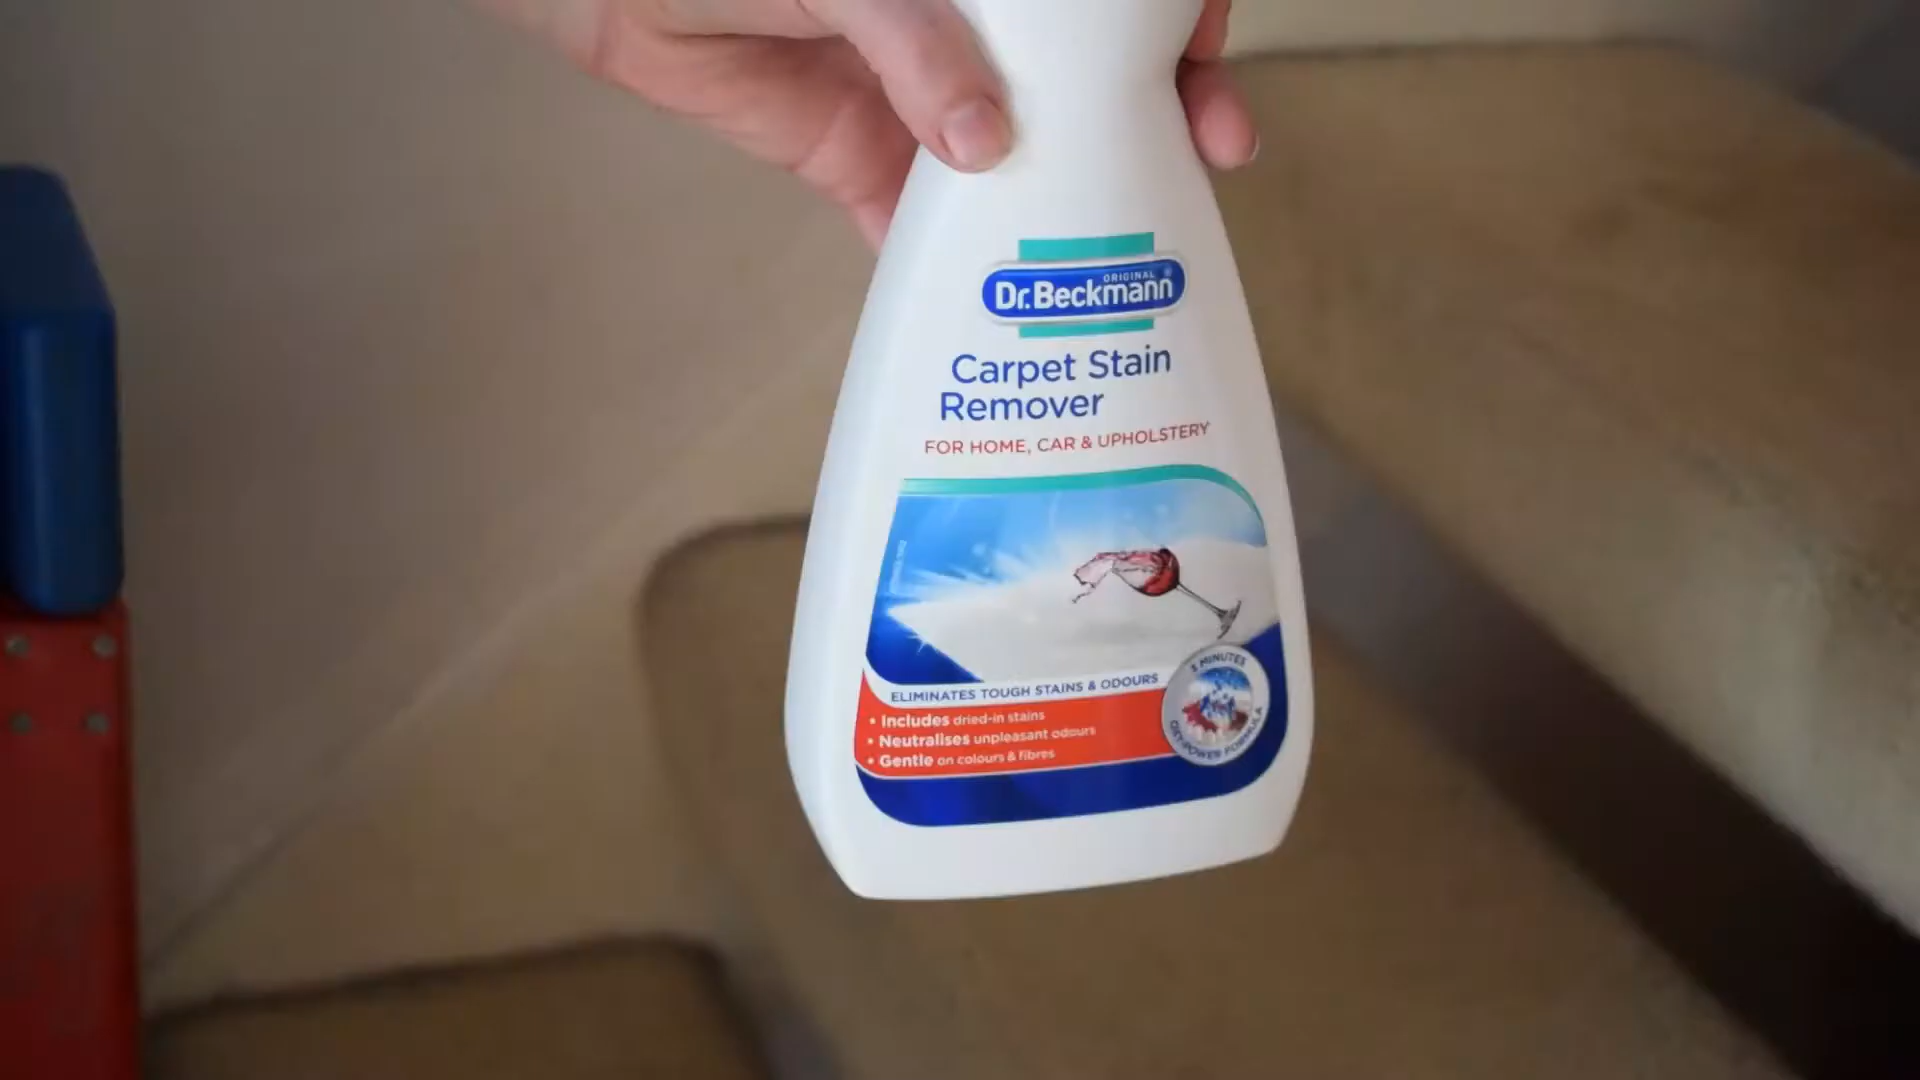 ORIGINAL
Dr.Beckmann
Carpet Stain
Remover
FOR HOME, CAR & UPHOLSTERY
ELIMINATES TOUGH STAINS & ODOURS
• Includes dried-in stains
• Neutralises unpleasant odours
• Gentle on colours & fibres
MINUTES
OXY-POWER FORMULA